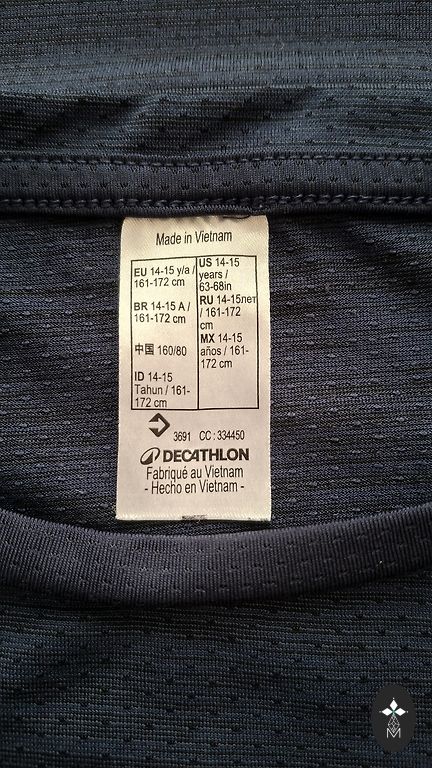 Made in Vietnam
EU 14-15 y/a /
161-172 cm
BR 14-15 A /
161-172 cm
中国 160/80
ID 14-15
Tahun / 161-
172 cm
US 14-15
years /
63-68in
RU 14-15лет
/ 161-172
cm
MX 14-15
años / 161-
172 cm
3691 CC : 334450
DECATHLON
Fabriqué au Vietnam
- Hecho en Vietnam -
M